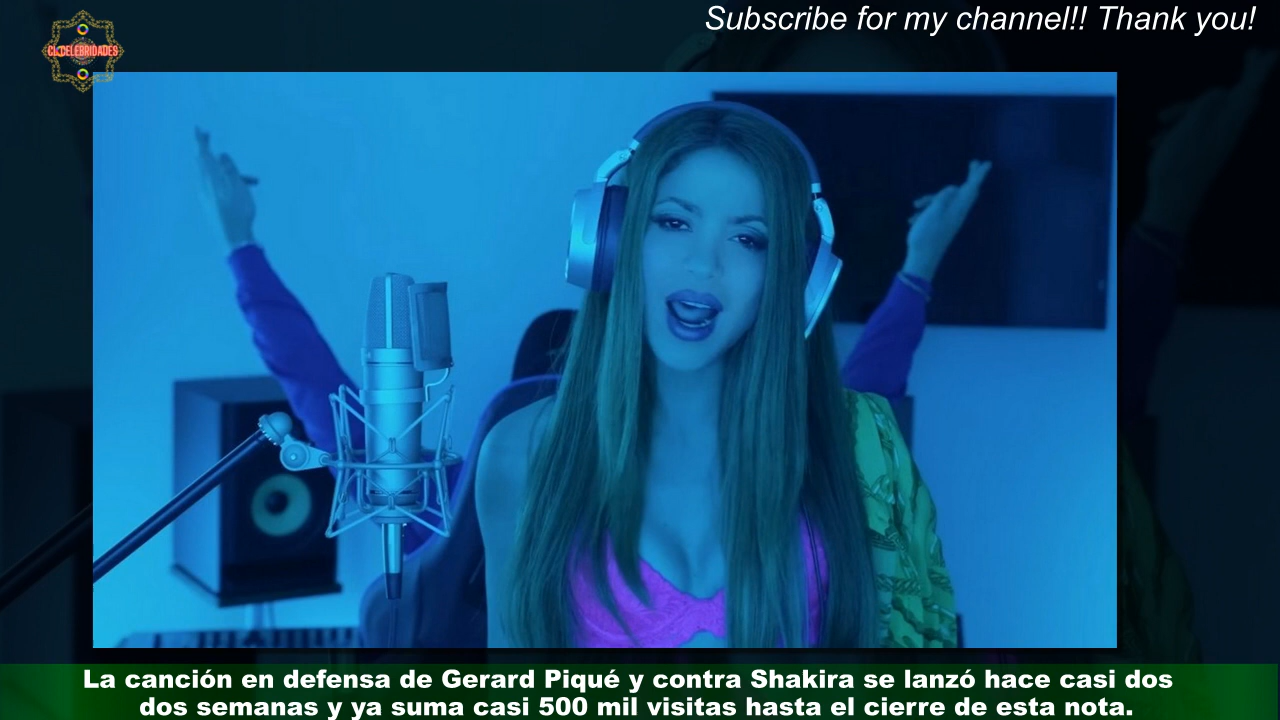 Subscribe for my channel!! Thank you!
CL CELEBRIDADES
La canción en defensa de Gerard Piqué y contra Shakira se lanzó hace casi dos
dos semanas y ya suma casi 500 mil visitas hasta el cierre de esta nota.